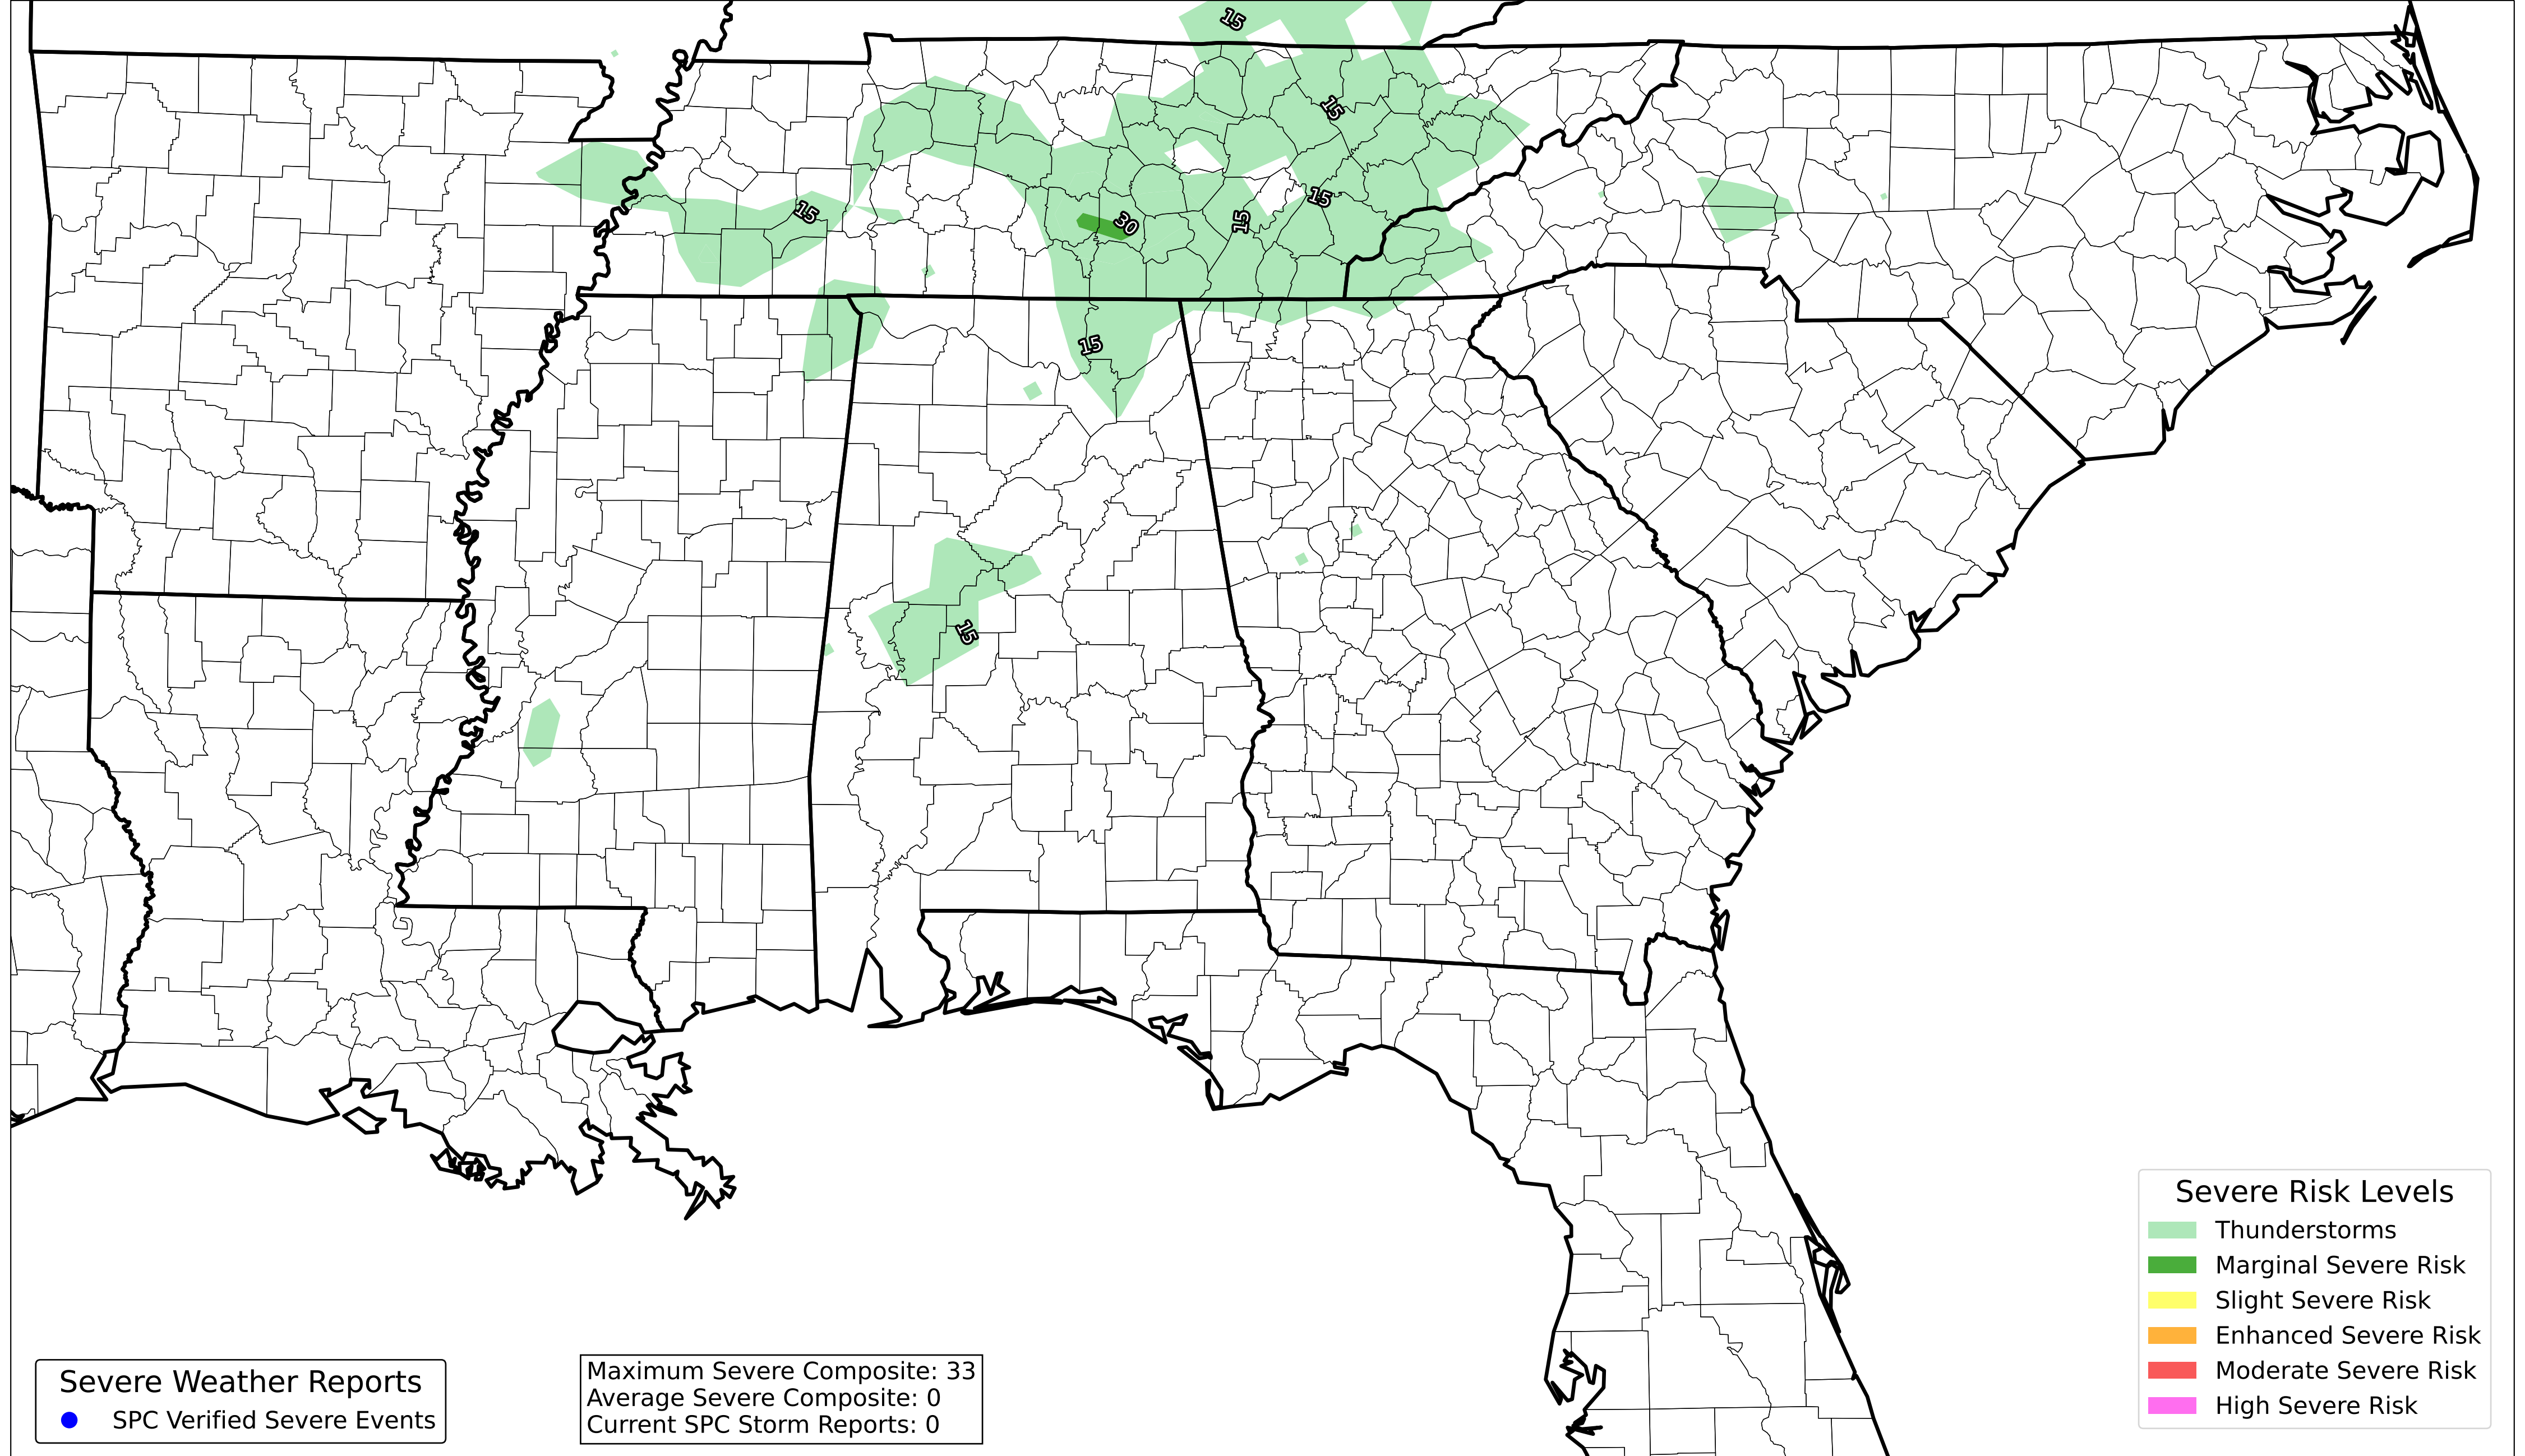 15
15
15
15
15
30
15
15
Severe Weather Reports
SPC Verified Severe Events
Maximum Severe Composite: 33
Average Severe Composite: 0
Current SPC Storm Reports: 0
Severe Risk Levels
Thunderstorms
Marginal Severe Risk
Slight Severe Risk
Enhanced Severe Risk
Moderate Severe Risk
High Severe Risk